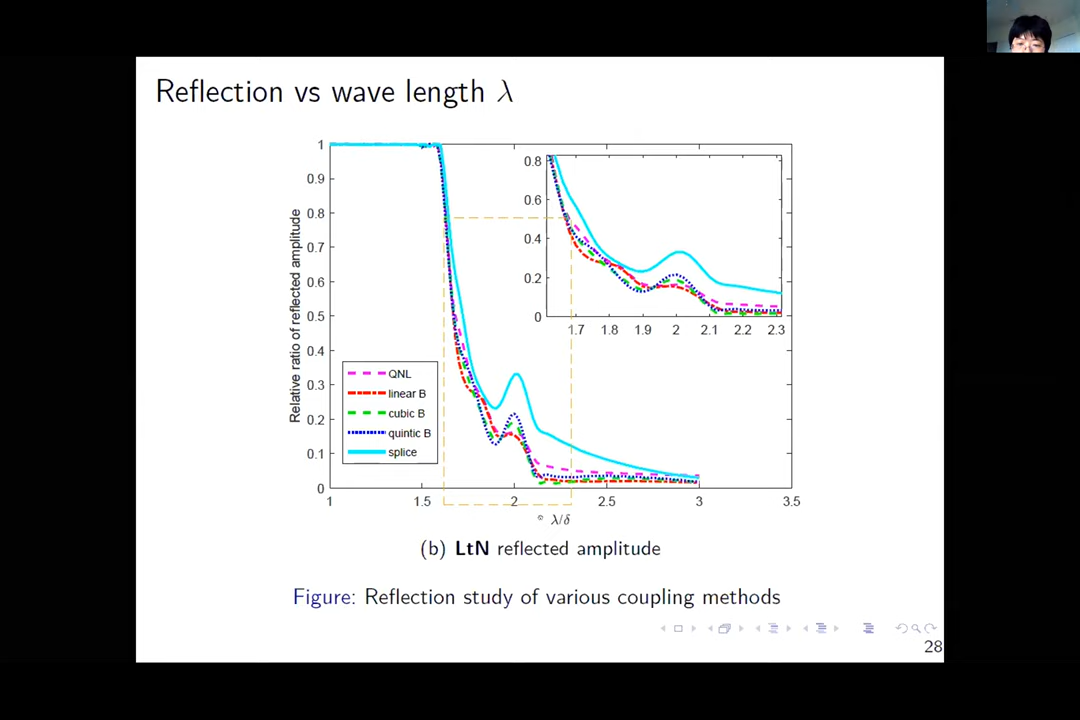 Reflection vs wave length λ
1
0.9
0.8
0.7
0.6
0.5
0.4
0.3
0.2
0.1
0
Relative ratio of reflected amplitude
0.8
0.6
0.4
0.2
0
1.7 1.8 1.9 2 2.1 2.2 2.3
QNL
linear B
cubic B
quintic B
splice
1 1.5 2 2.5 3 3.5
λ/δ
(b) LtN reflected amplitude
Figure: Reflection study of various coupling methods
28